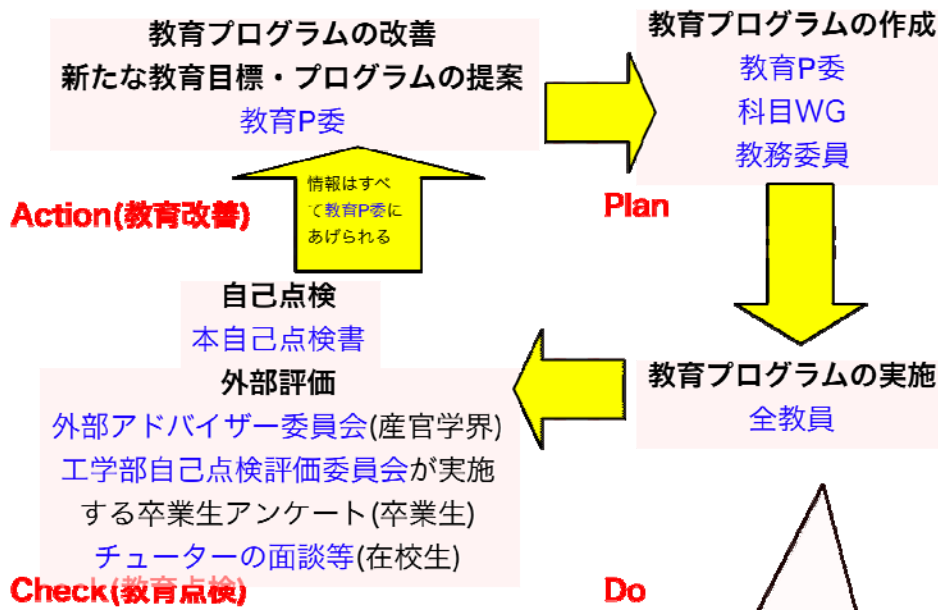 教育プログラムの改善
新たな教育目標・プログラムの提案
教育P委
教育プログラムの作成
教育P委
科目WG
教務委員
情報はすべ
て教育P委に
あげられる
Action(教育改善)
Plan
自己点検
本自己点検書
外部評価
外部アドバイザー委員会(産官学界)
工学部自己点検評価委員会が実施
する卒業生アンケート(卒業生)
チューターの面談等(在校生)
教育プログラムの実施
全教員
Check(教育点検)
Do